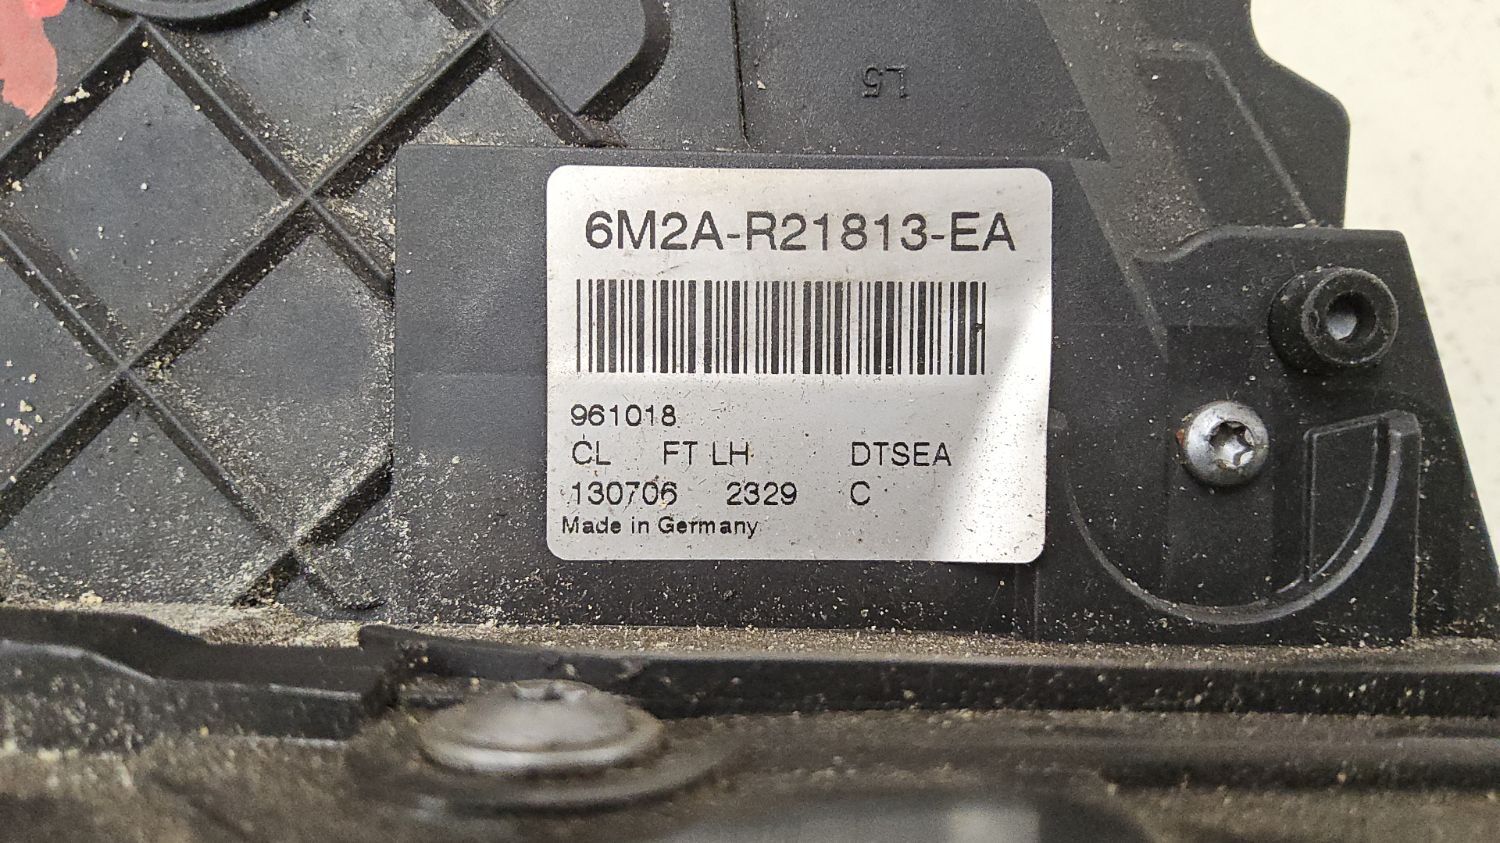 L5
6M2A-R21813-EA
961018
CL FT LH DTSEA
130706 2329 C
Made in Germany